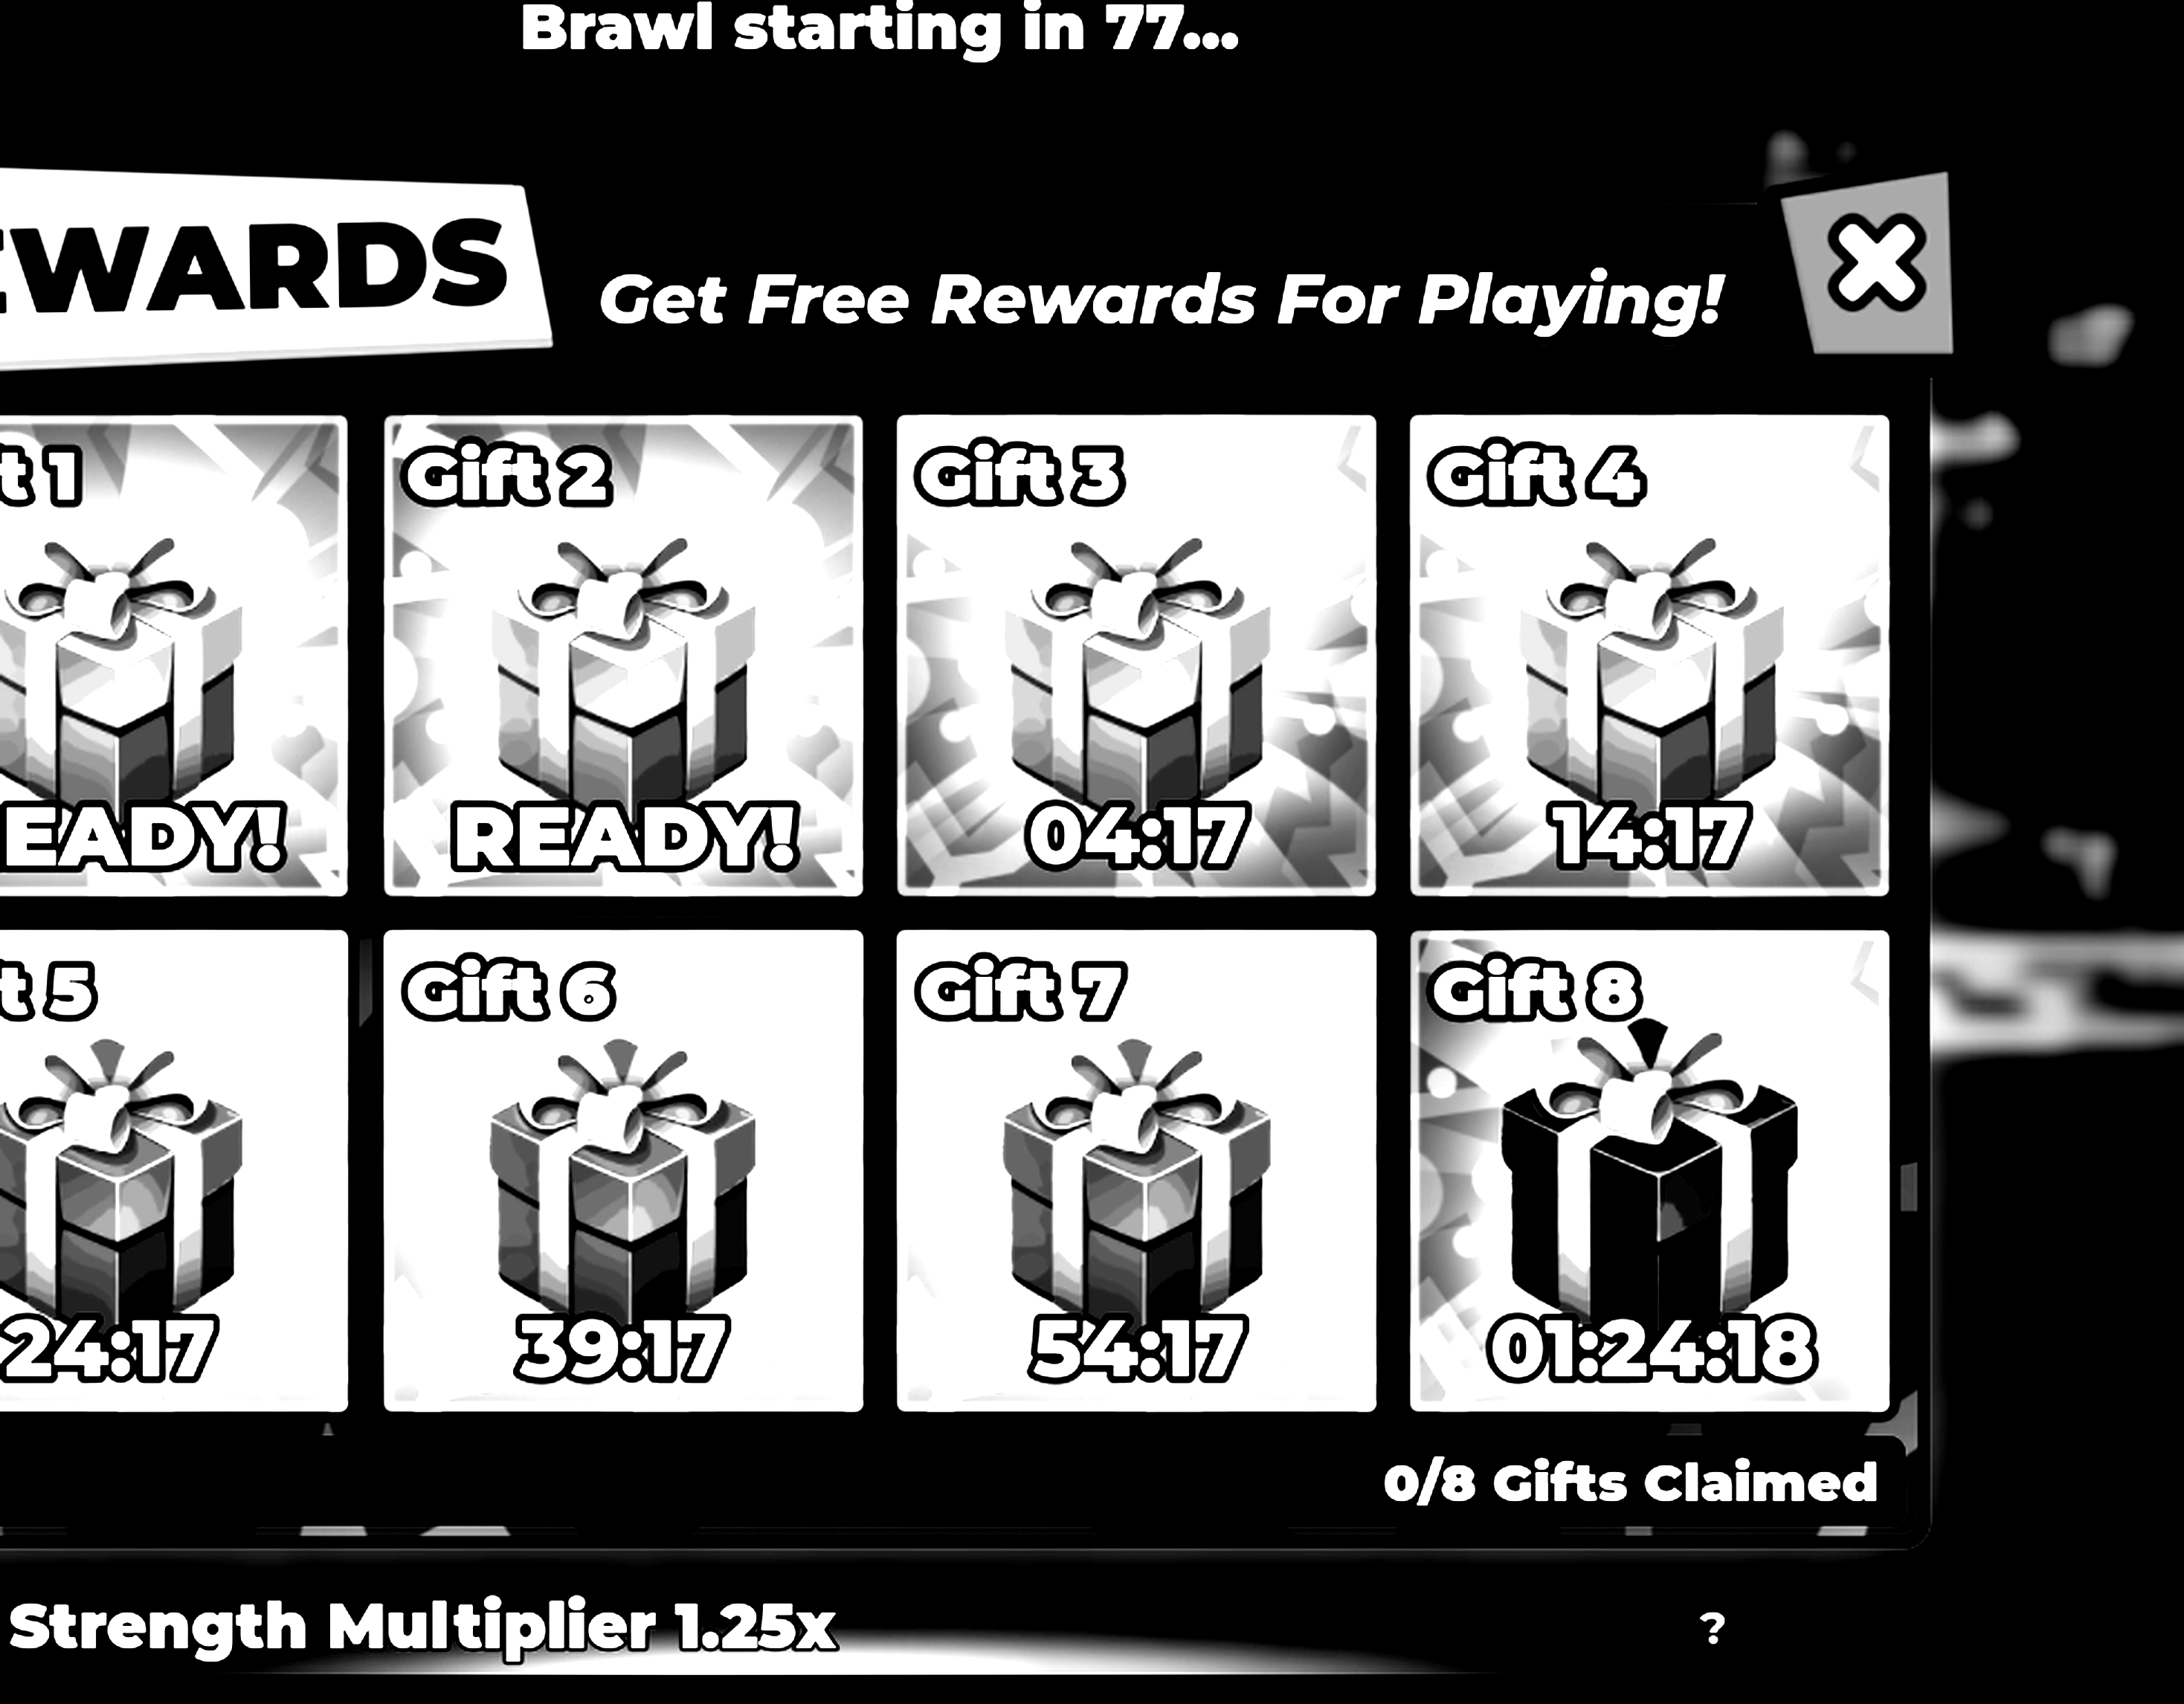 Brawl starting in 77...
EWARDS
Get Free Rewards For Playing!
t 1
Gift 2
Gift 3
Gift 4
EADY!
READY!
04:17
14:17
t 5
Gift 6
Gift 7
Gift 8
24:17
39:17
54:17
01:24:18
0/8 Gifts Claimed
Strength Multiplier 1.25x
?